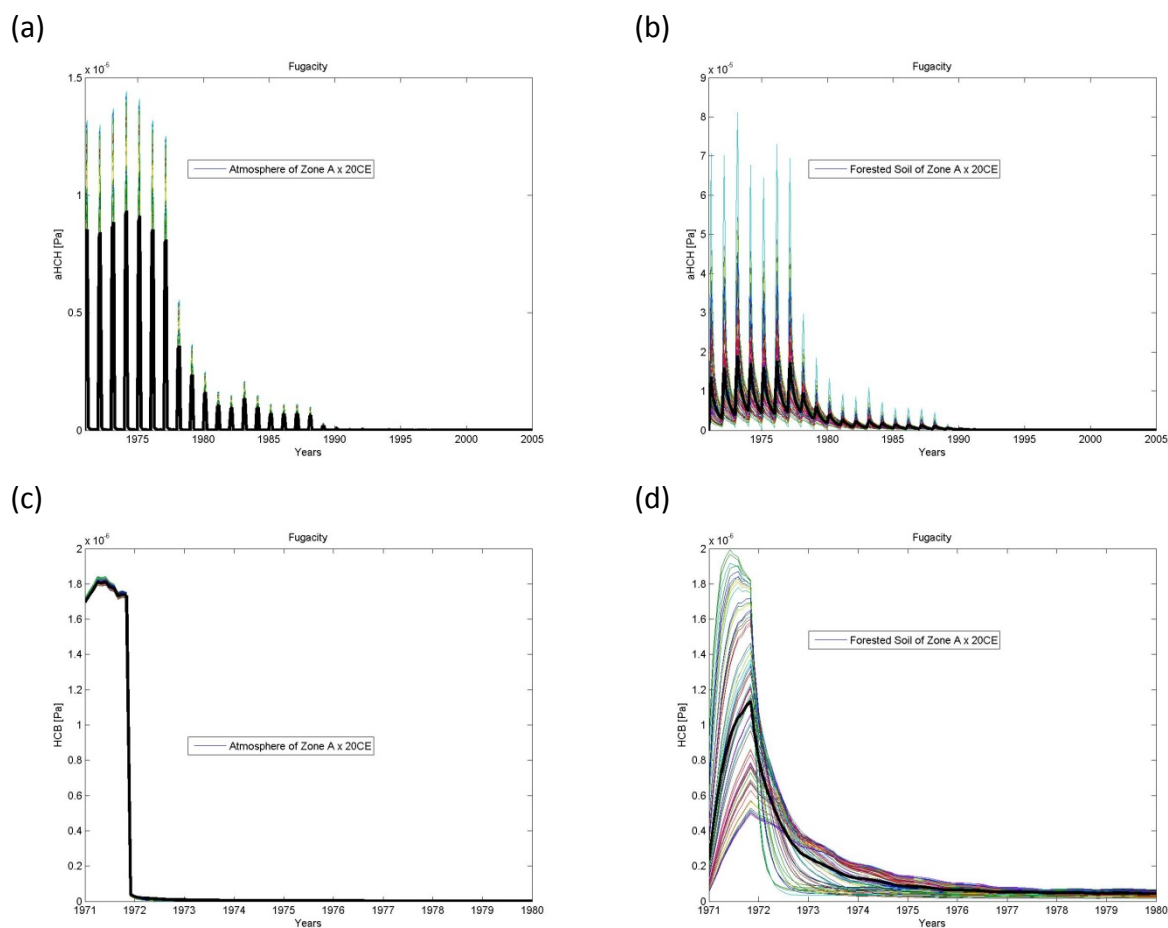 (a)
Fugacity
x 10-5
1.5
1
0.5
0
aHCH [Pa]
Atmosphere of Zone A x 20CE
1975 1980 1985 1990 1995 2000 2005
Years
(b)
Fugacity
x 10-5
9
8
7
6
5
4
3
2
1
0
aHCH [Pa]
Forested Soil of Zone A x 20CE
1975 1980 1985 1990 1995 2000 2005
Years
(c)
Fugacity
x 10-6
2
1.8
1.6
1.4
1.2
1
0.8
0.6
0.4
0.2
0
HCB [Pa]
Atmosphere of Zone A x 20CE
1971 1972 1973 1974 1975 1976 1977 1978 1979 1980
Years
(d)
Fugacity
x 10-6
2
1.8
1.6
1.4
1.2
1
0.8
0.6
0.4
0.2
0
HCB [Pa]
Forested Soil of Zone A x 20CE
1971 1972 1973 1974 1975 1976 1977 1978 1979 1980
Years